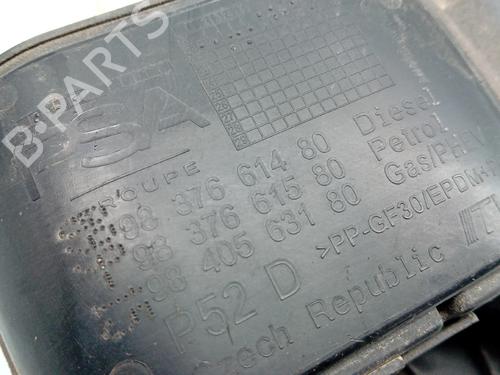 B-PARTS
PSA
GROUPE
98 376 614 80 Diesel
98 376 615 80 Petrol
98 405 631 80 Gas/PHEV
P52 D >PP-GF30/EPDM
Czech Republic